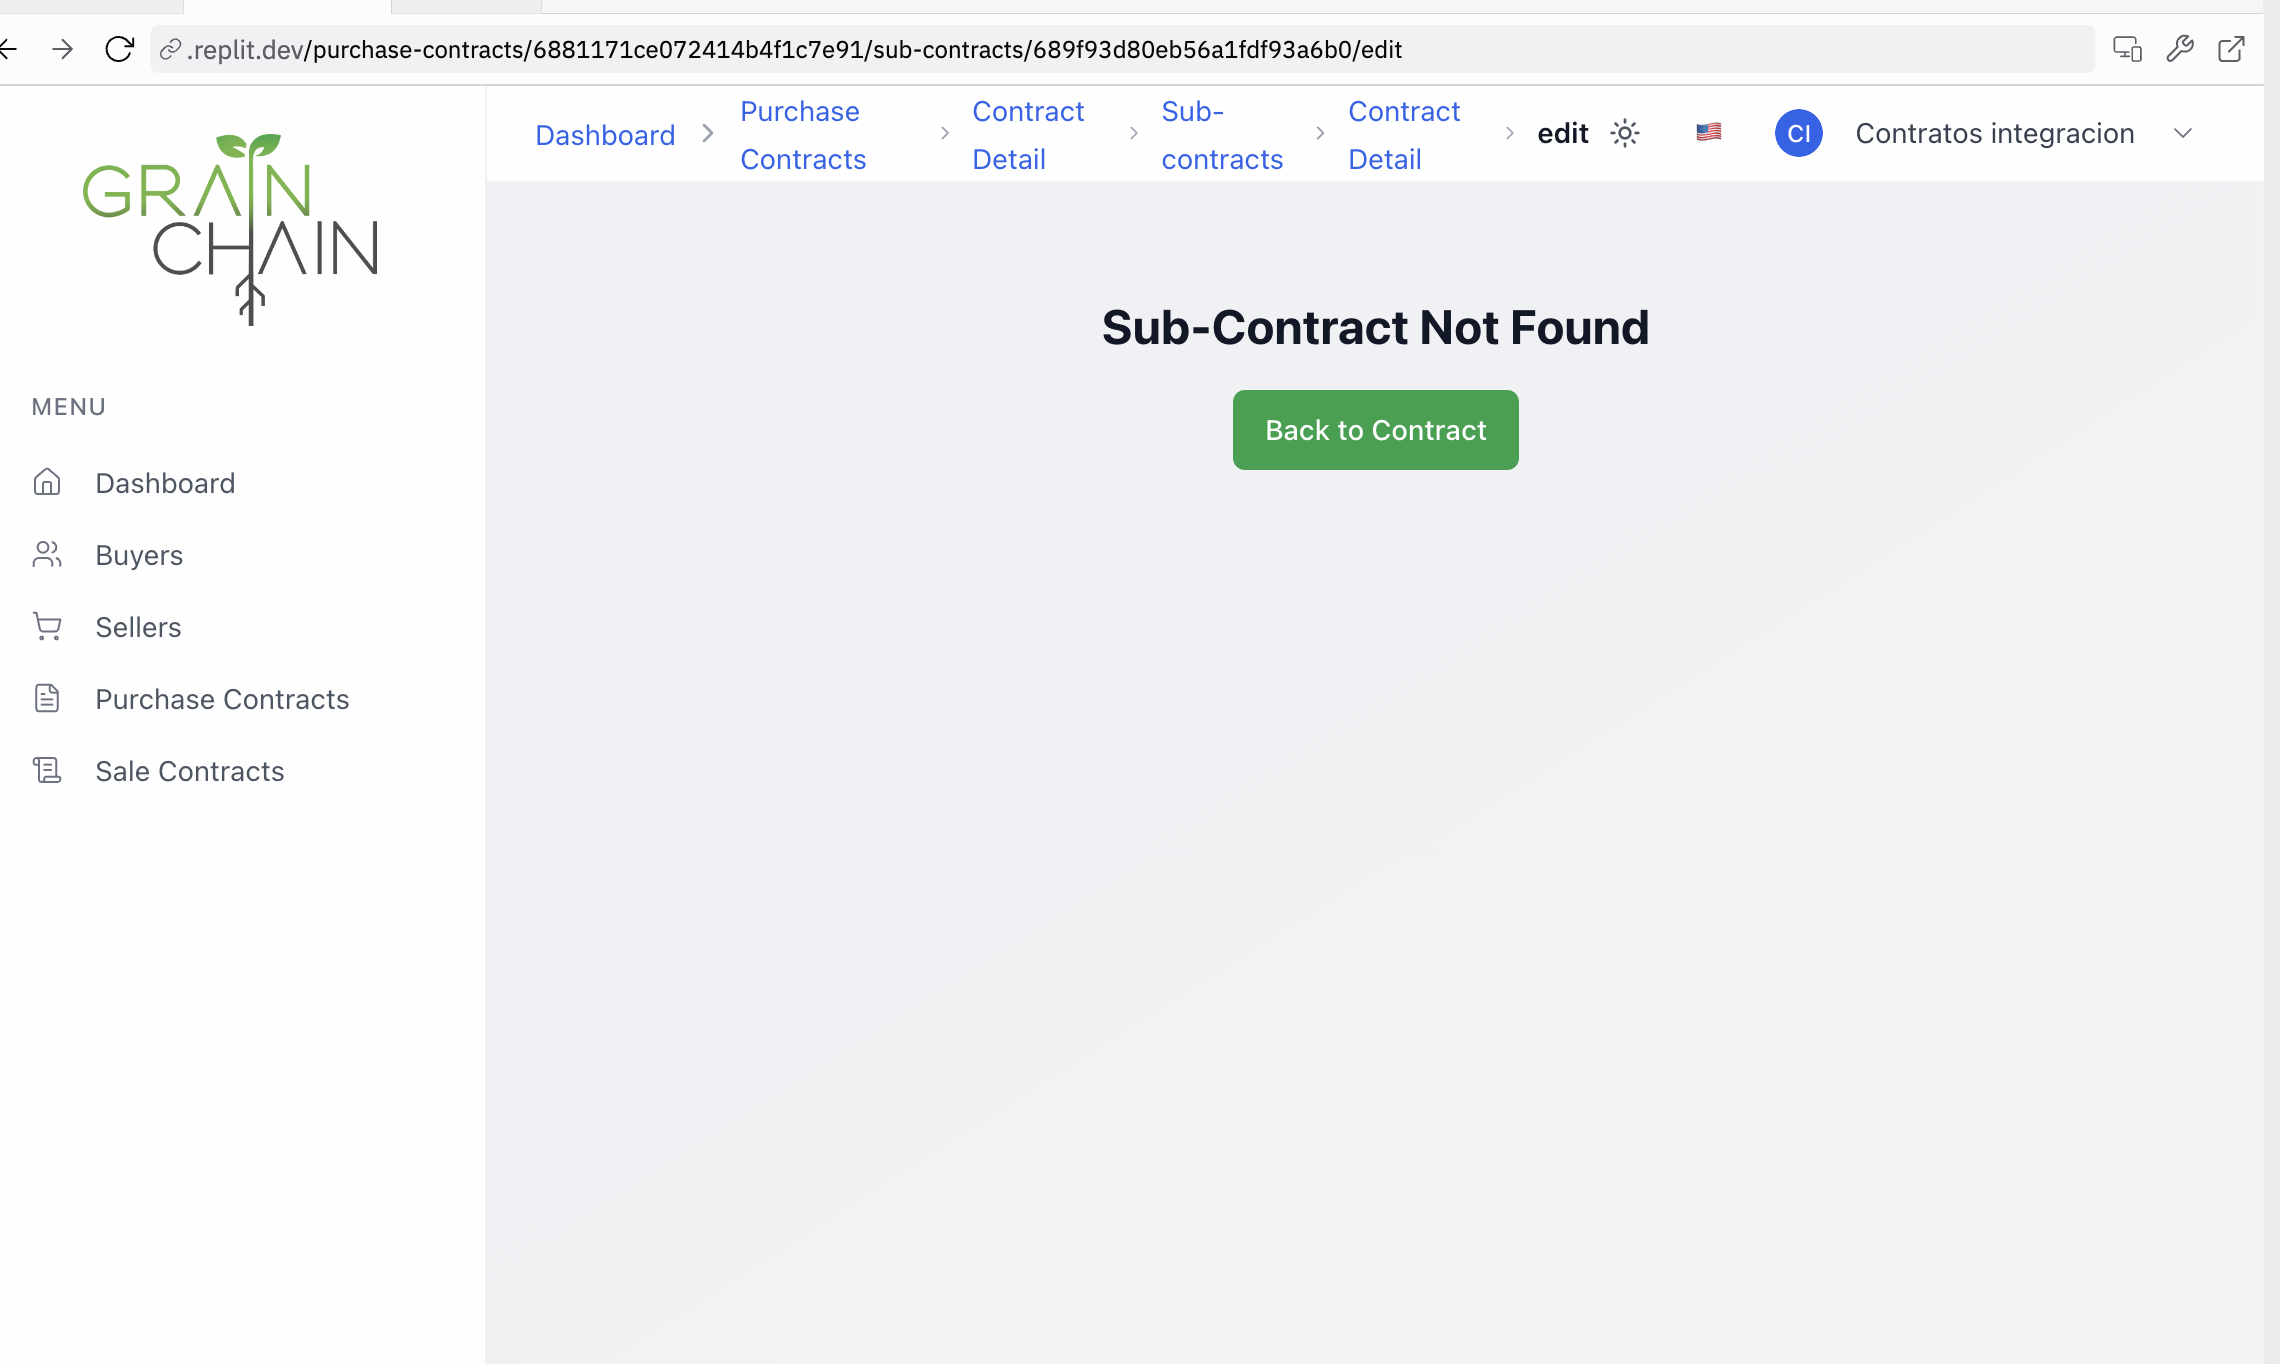 .replit.dev/purchase-contracts/6881171ce072414b4f1c7e91/sub-contracts/689f93d80eb56a1fdf93a6b0/edit
GRAIN
CHAIN
Dashboard
Purchase
Contracts
Contract
Detail
Sub-
contracts
Contract
Detail
edit
CI
Contratos integracion
MENU
Dashboard
Buyers
Sellers
Purchase Contracts
Sale Contracts
Sub-Contract Not Found
Back to Contract